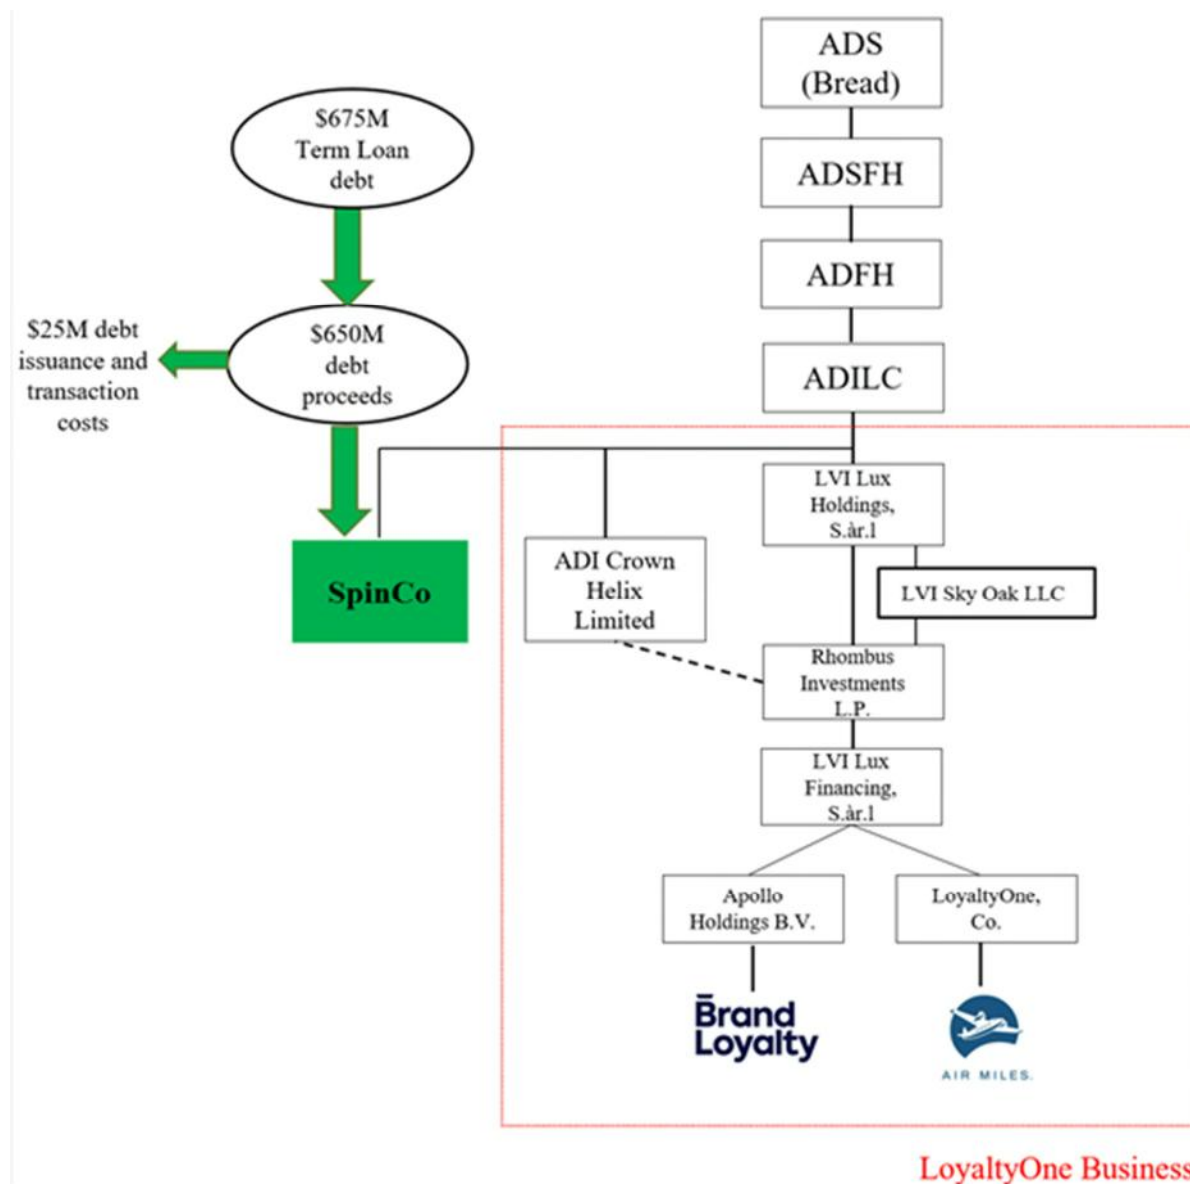 ADS
(Bread)
$675M
Term Loan
debt
ADSFH
ADFH
$25M debt
issuance and
transaction
costs
$650M
debt
proceeds
ADILC
LVI Lux
Holdings,
S.àr.l
SpinCo
ADI Crown
Helix
Limited
LVI Sky Oak LLC
Rhombus
Investments
L.P.
LVI Lux
Financing,
S.àr.l
Apollo
Holdings B.V.
LoyaltyOne,
Co.
Brand
Loyalty
AIR MILES.
LoyaltyOne Business